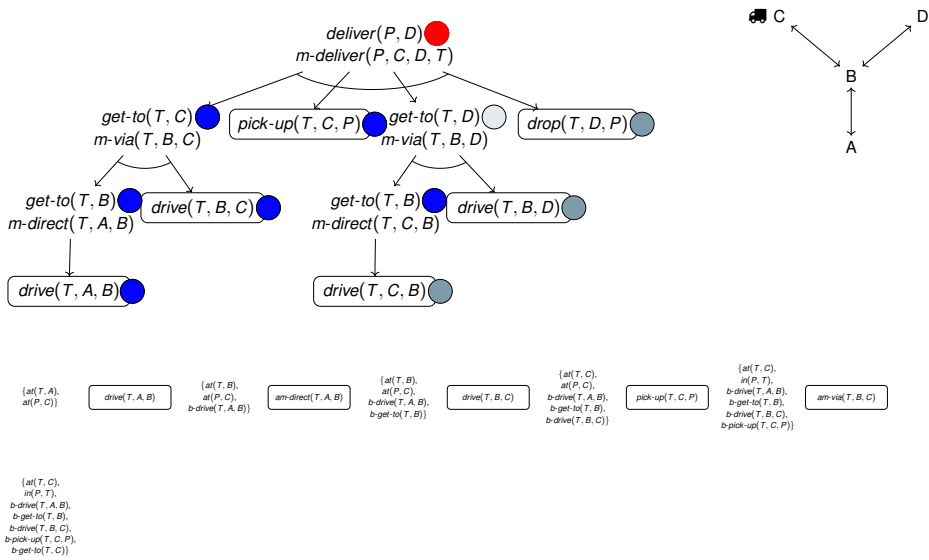 deliver(P, D)
m-deliver(P, C, D, T)
get-to(T, C)
m-via(T, B, C)
pick-up(T, C, P)
get-to(T, D)
m-via(T, B, D)
drop(T, D, P)
get-to(T, B)
m-direct(T, A, B)
drive(T, B, C)
get-to(T, B)
m-direct(T, C, B)
drive(T, B, D)
drive(T, A, B)
drive(T, C, B)
C
D
B
A
{at(T, A),
at(P, C)}
drive(T, A, B)
{at(T, B),
at(P, C),
b-drive(T, A, B)}
am-direct(T, A, B)
{at(T, B),
at(P, C),
b-drive(T, A, B),
b-get-to(T, B)}
drive(T, B, C)
{at(T, C),
at(P, C),
b-drive(T, A, B),
b-get-to(T, B),
b-drive(T, B, C)}
pick-up(T, C, P)
{at(T, C),
in(P, T),
b-drive(T, A, B),
b-get-to(T, B),
b-drive(T, B, C),
b-pick-up(T, C, P)}
am-via(T, B, C)
{at(T, C),
in(P, T),
b-drive(T, A, B),
b-get-to(T, B),
b-drive(T, B, C),
b-pick-up(T, C, P),
b-get-to(T, C)}